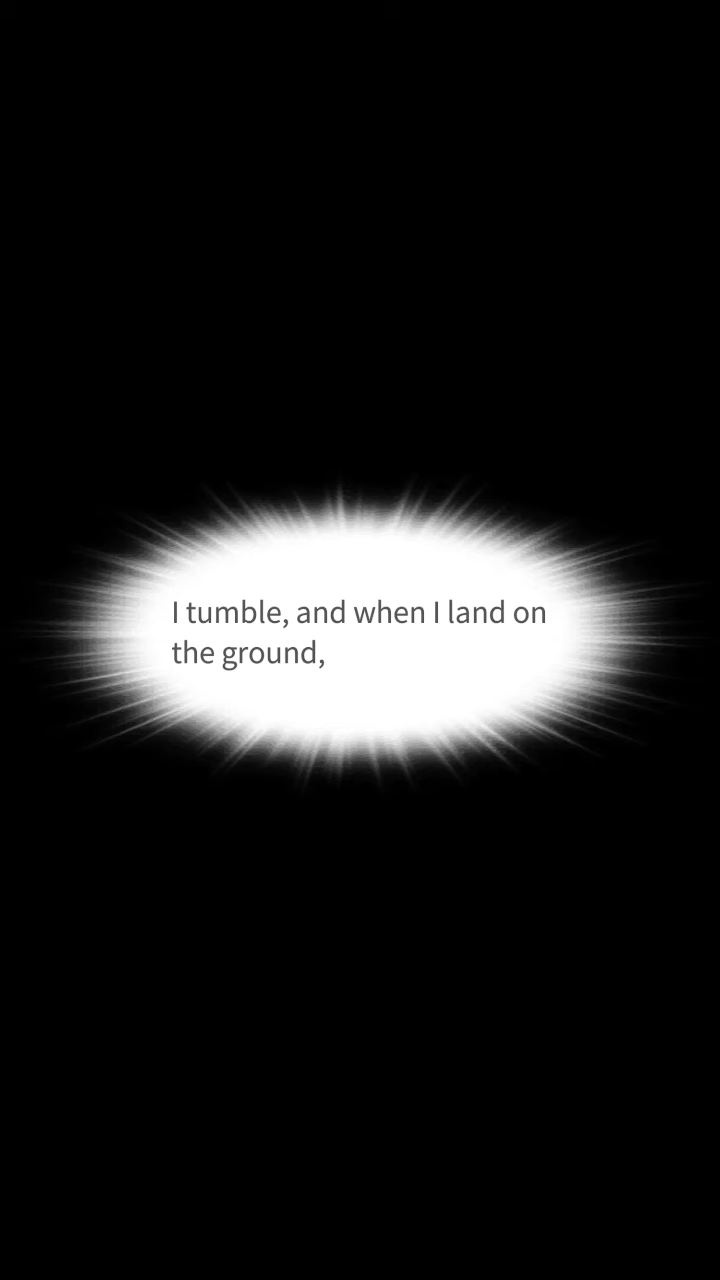 I tumble, and when I land on
the ground,